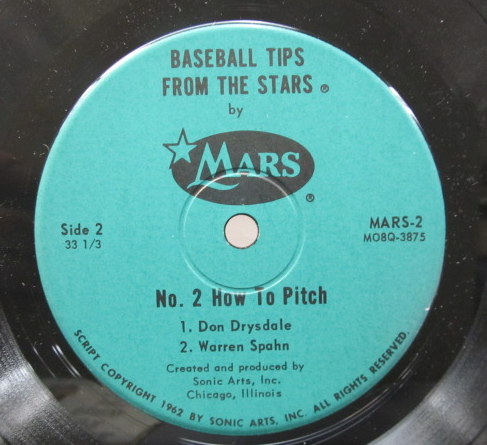 BASEBALL TIPS
FROM THE STARS ®
by
MARS ®
Side 2
33 1/3
MARS-2
MO8Q-3875
No. 2 How To Pitch
1. Don Drysdale
2. Warren Spahn
Created and produced by
Sonic Arts, Inc.
Chicago, Illinois
SCRIPT COPYRIGHT 1962 BY SONIC ARTS, INC. ALL RIGHTS RESERVED.